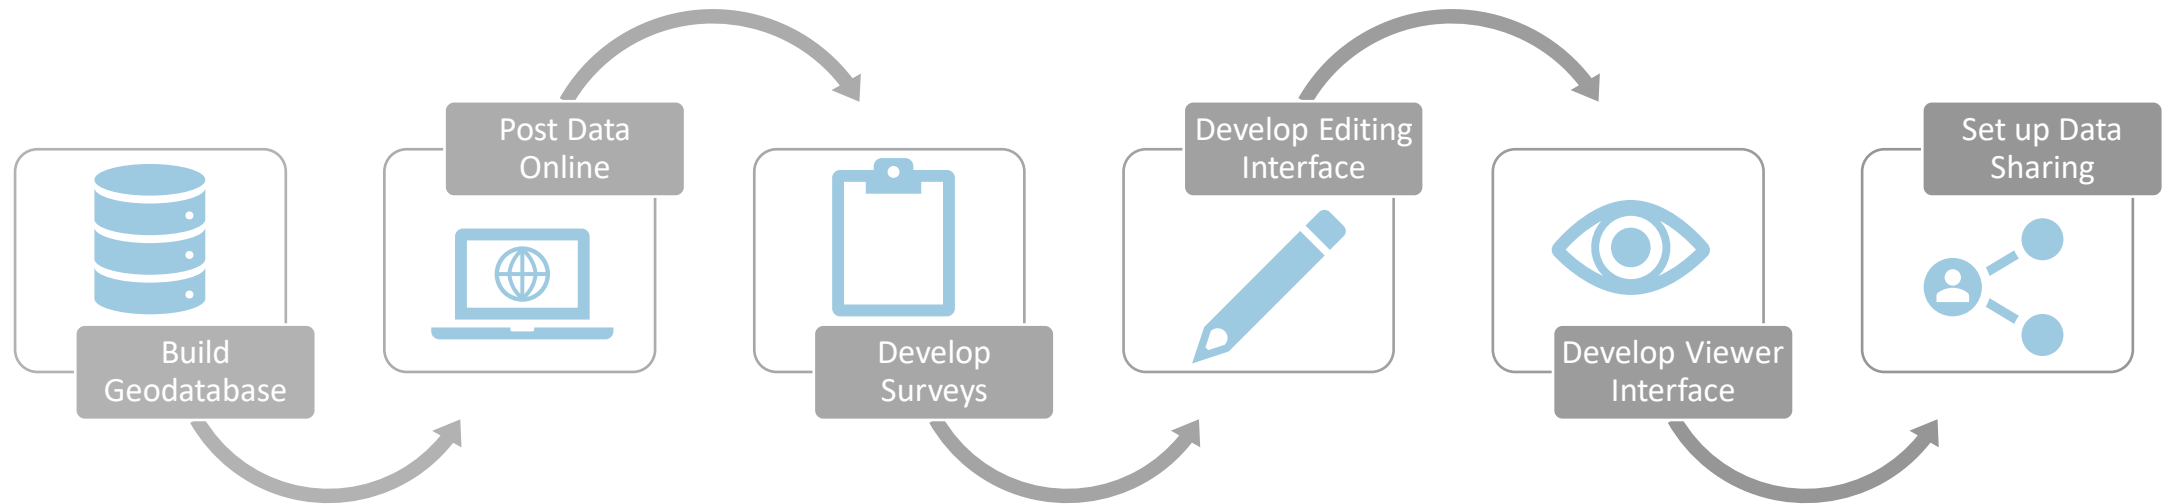 Build
Geodatabase
Post Data
Online
Develop
Surveys
Develop Editing
Interface
Develop Viewer
Interface
Set up Data
Sharing